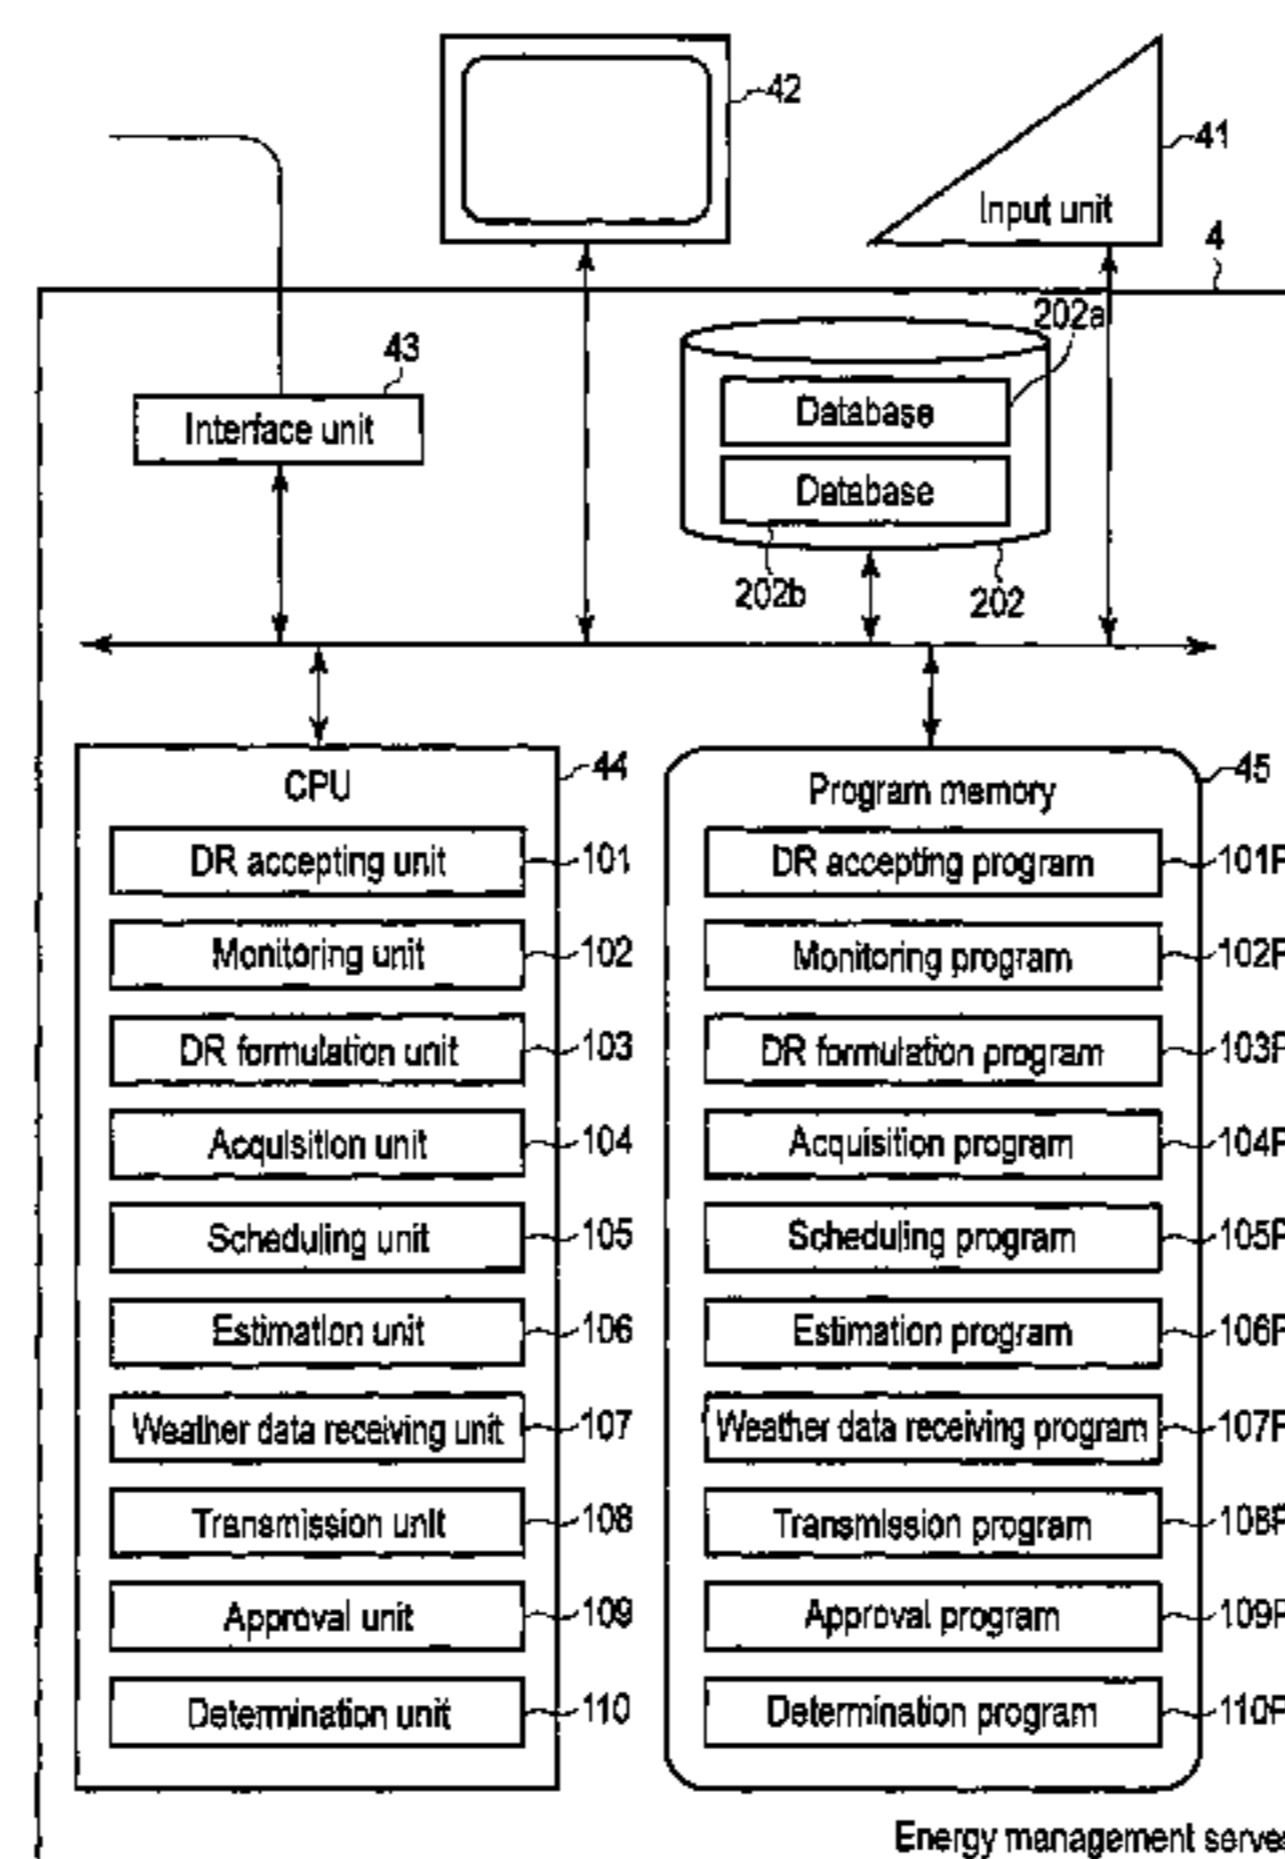 42
41
Input unit
4
202a
43
Interface unit
Database
Database
202b
202
CPU
44
Program memory
45
DR accepting unit
101
DR accepting program
101P
Monitoring unit
102
Monitoring program
102P
DR formulation unit
103
DR formulation program
103P
Acquisition unit
104
Acquisition program
104P
Scheduling unit
105
Scheduling program
105P
Estimation unit
106
Estimation program
106P
Weather data receiving unit
107
Weather data receiving program
107P
Transmission unit
108
Transmission program
108P
Approval unit
109
Approval program
109P
Determination unit
110
Determination program
110P
Energy management server